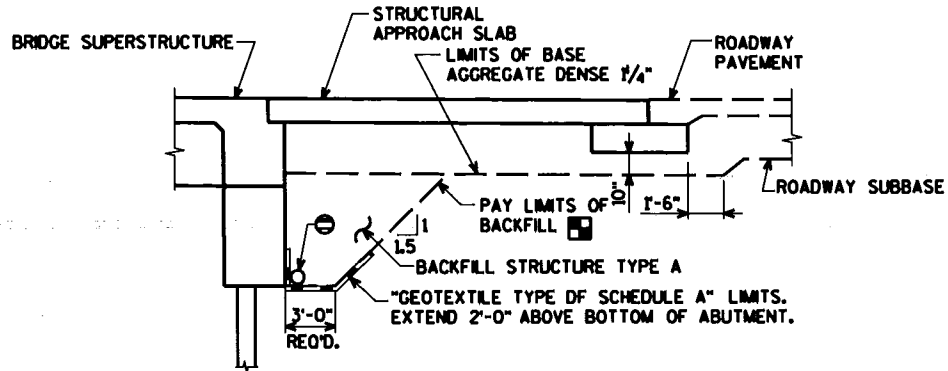 STRUCTURAL
APPROACH SLAB
BRIDGE SUPERSTRUCTURE
LIMITS OF BASE
AGGREGATE DENSE 1¼"
ROADWAY
PAVEMENT
ROADWAY SUBBASE
10"
1'-6"
PAY LIMITS OF
BACKFILL
1
1.5
BACKFILL STRUCTURE TYPE A
"GEOTEXTILE TYPE DF SCHEDULE A" LIMITS.
EXTEND 2'-0" ABOVE BOTTOM OF ABUTMENT.
3'-0"
REQ'D.